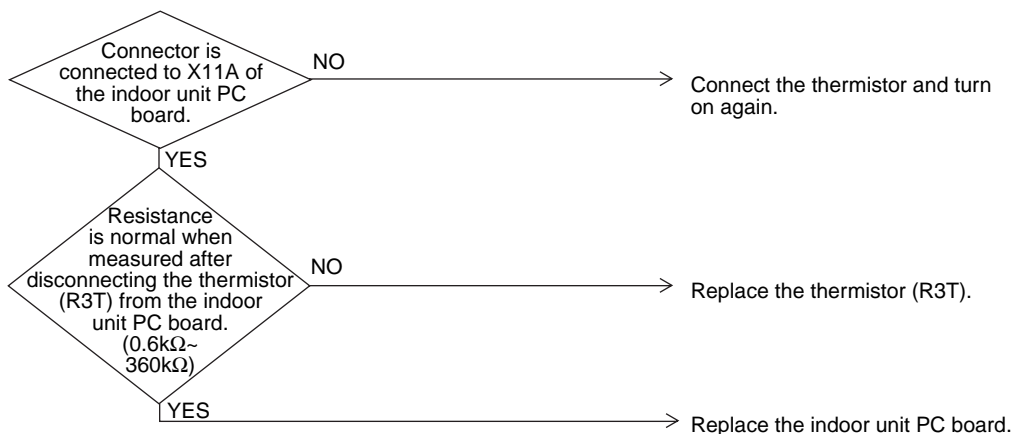 Connector is
connected to X11A of
the indoor unit PC
board.
NO
Connect the thermistor and turn
on again.
YES
Resistance
is normal when
measured after
disconnecting the thermistor
(R3T) from the indoor
unit PC board.
(0.6kΩ~
360kΩ)
NO
Replace the thermistor (R3T).
YES
Replace the indoor unit PC board.